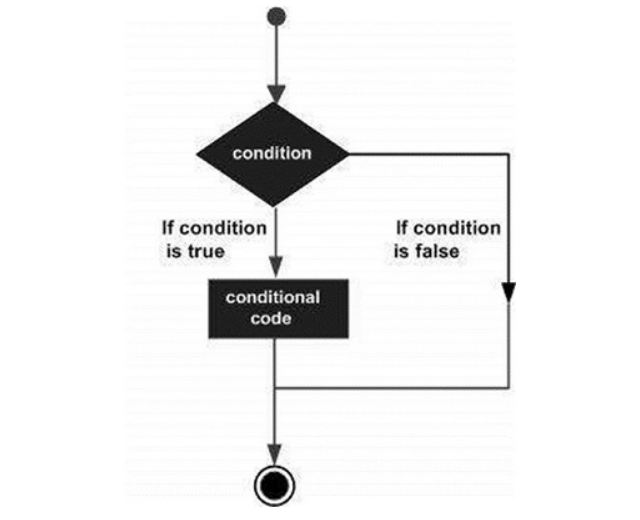 condition
If condition
is true
If condition
is false
conditional
code